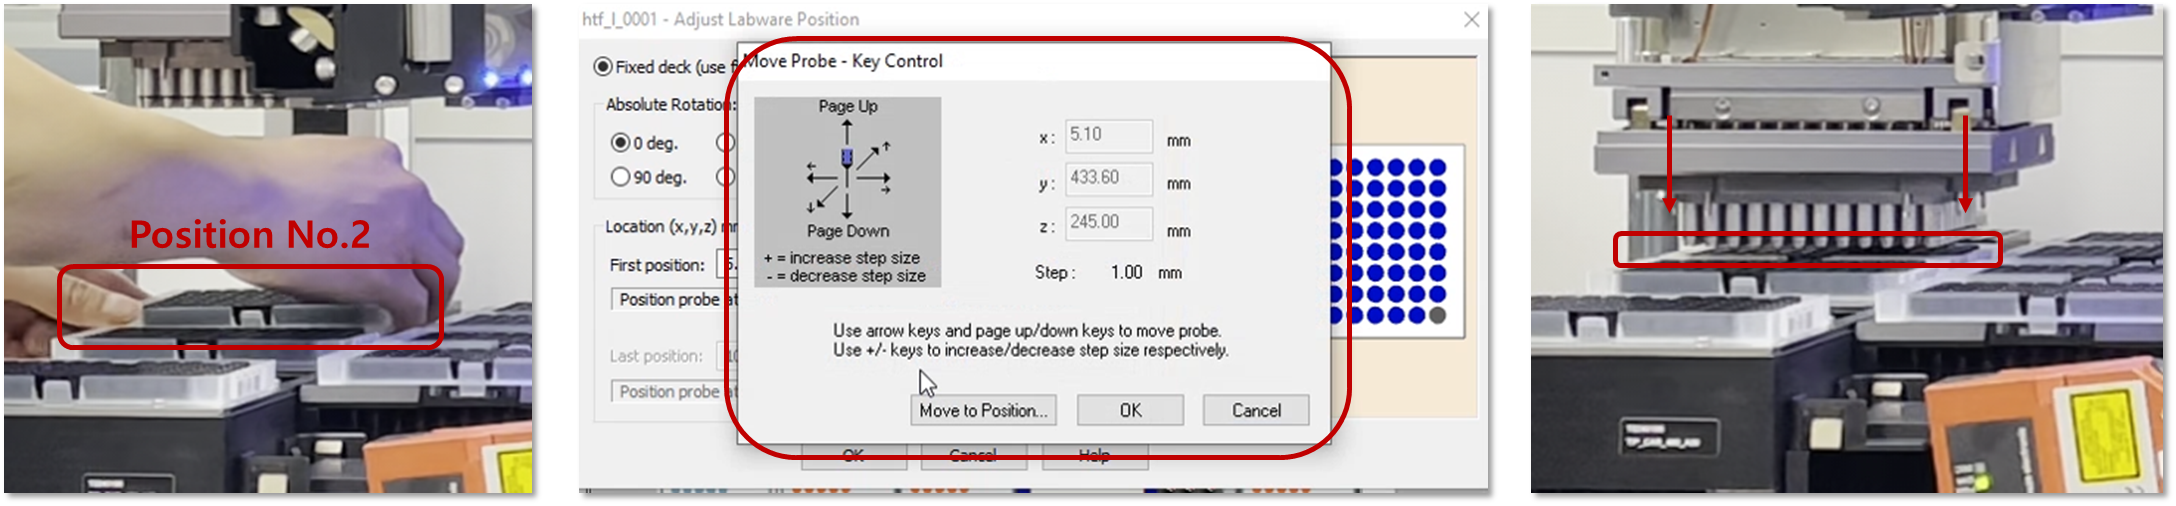 Position No.2
htf_l_0001 - Adjust Labware Position
Fixed deck (use f
Absolute Rotation:
0 deg.
90 deg.
Location (x,y,z) m
First position: 5.
Position probe at
Last position:
Position probe at
OK Cancel Help
Move Probe - Key Control
Page Up
Page Down
+ = increase step size
- = decrease step size
x: 5.10 mm
y: 433.60 mm
z: 245.00 mm
Step: 1.00 mm
Use arrow keys and page up/down keys to move probe.
Use +/- keys to increase/decrease step size respectively.
Move to Position... OK Cancel